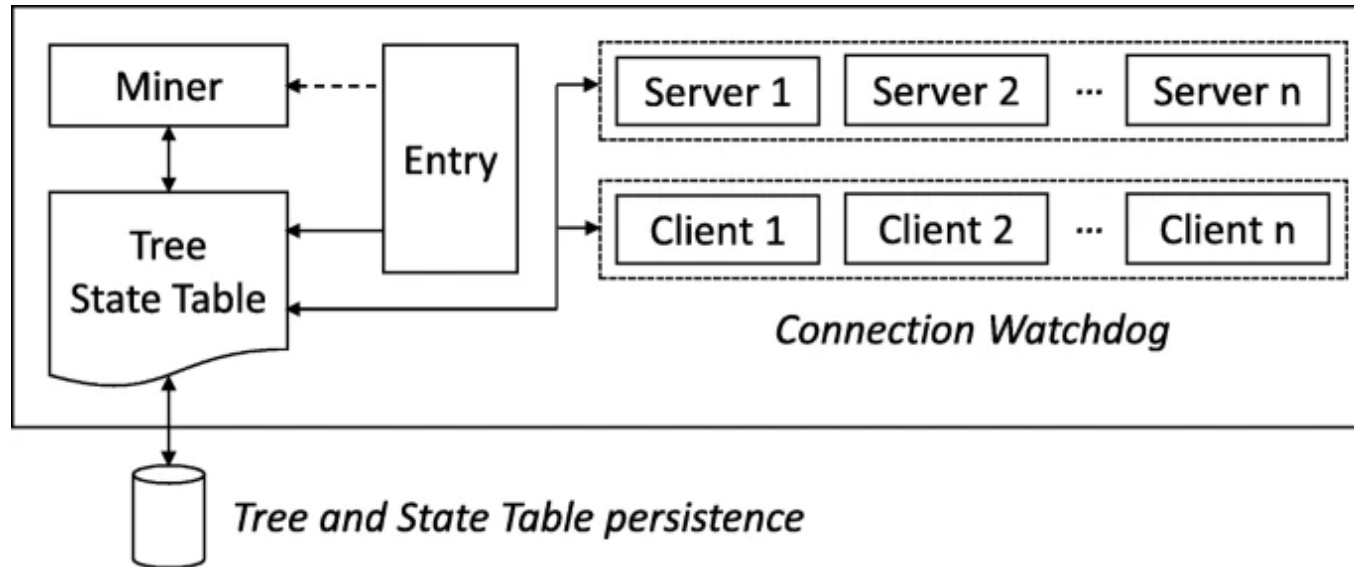 Miner
Entry
Server 1
Server 2
...
Server n
Client 1
Client 2
...
Client n
Tree
State Table
Connection Watchdog
Tree and State Table persistence